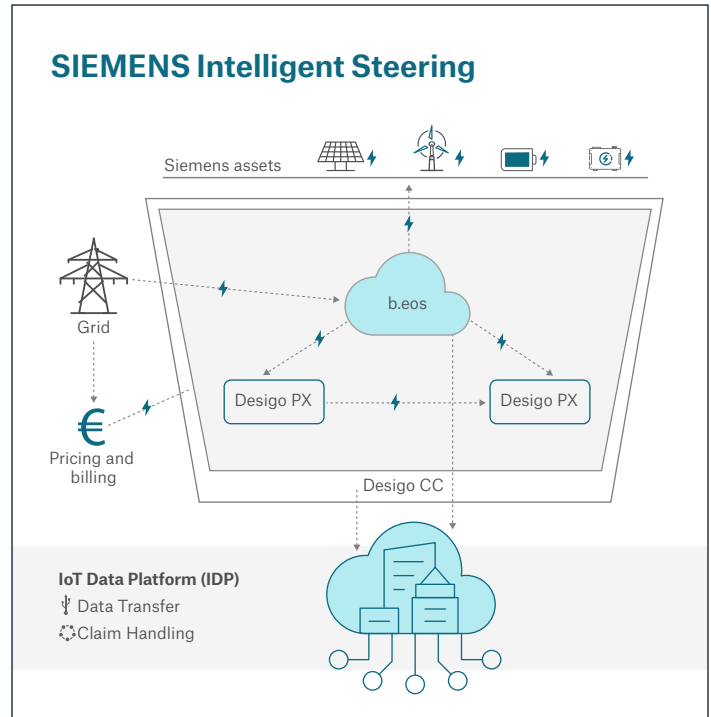 SIEMENS Intelligent Steering
Siemens assets
b.eos
Grid
Desigo PX
Desigo PX
€
Pricing and
billing
Desigo CC
IoT Data Platform (IDP)
Data Transfer
Claim Handling